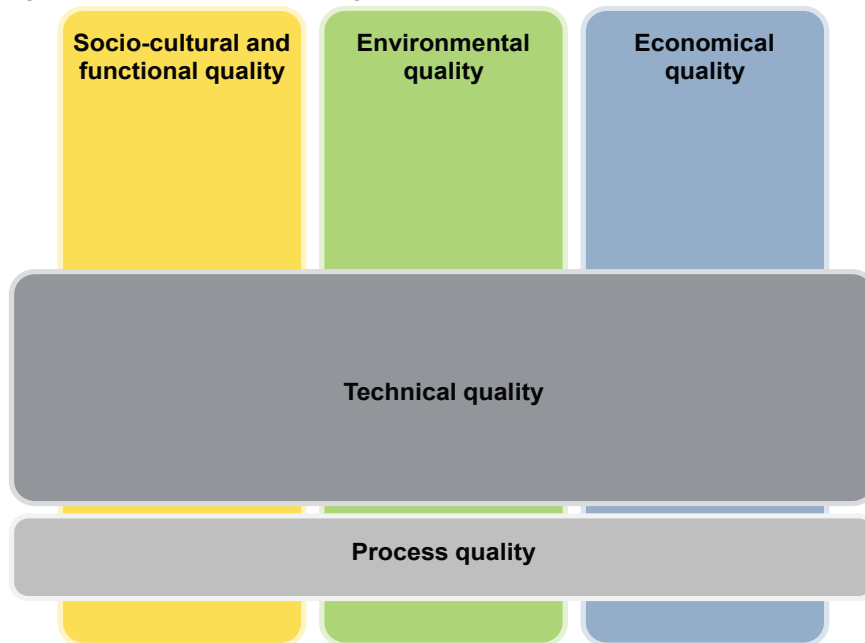 Socio-cultural and
functional quality
Environmental
quality
Economical
quality
Technical quality
Process quality